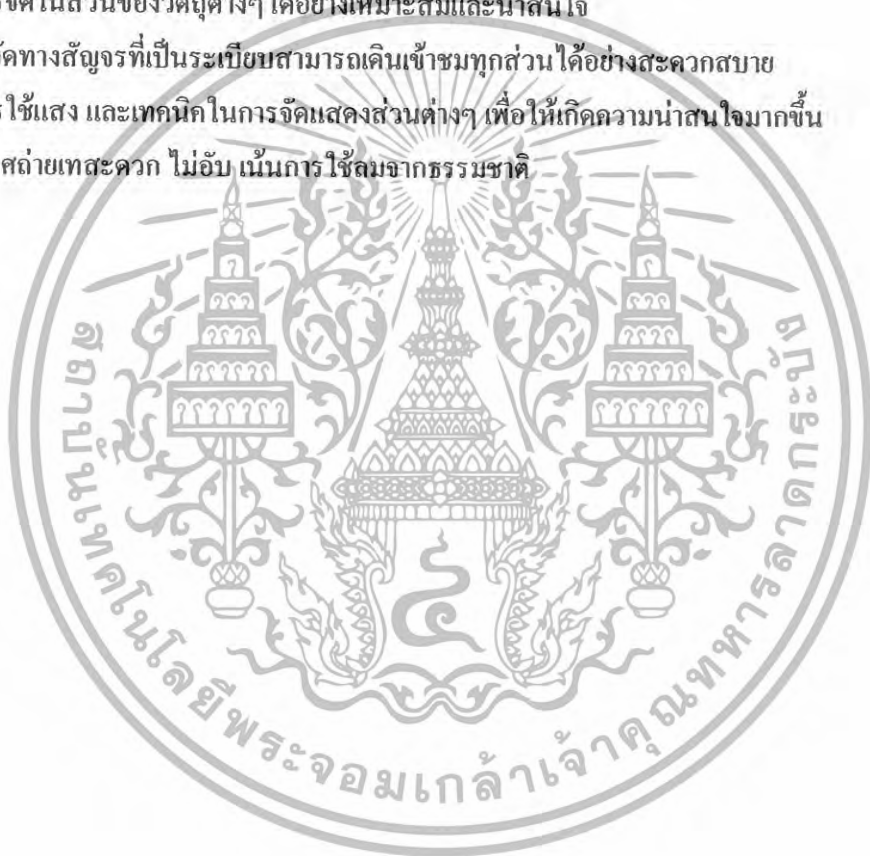 จัดในส่วนของวัตถุต่างๆ ได้อย่างเหมาะสมและน่าสนใจ
จัดทางสัญจรที่เป็นระเบียบสามารถเดินเข้าชมทุกส่วนได้อย่างสะดวกสบาย
ใช้แสง และเทคนิคในการจัดแสดงส่วนต่างๆ เพื่อให้เกิดความน่าสนใจมากขึ้น
ถ่ายเทสะดวก ไม่อับ เน้นการใช้ลมจากธรรมชาติ
สถาบันเทคโนโลยีพระจอมเกล้าเจ้าคุณทหารลาดกระบัง
๔